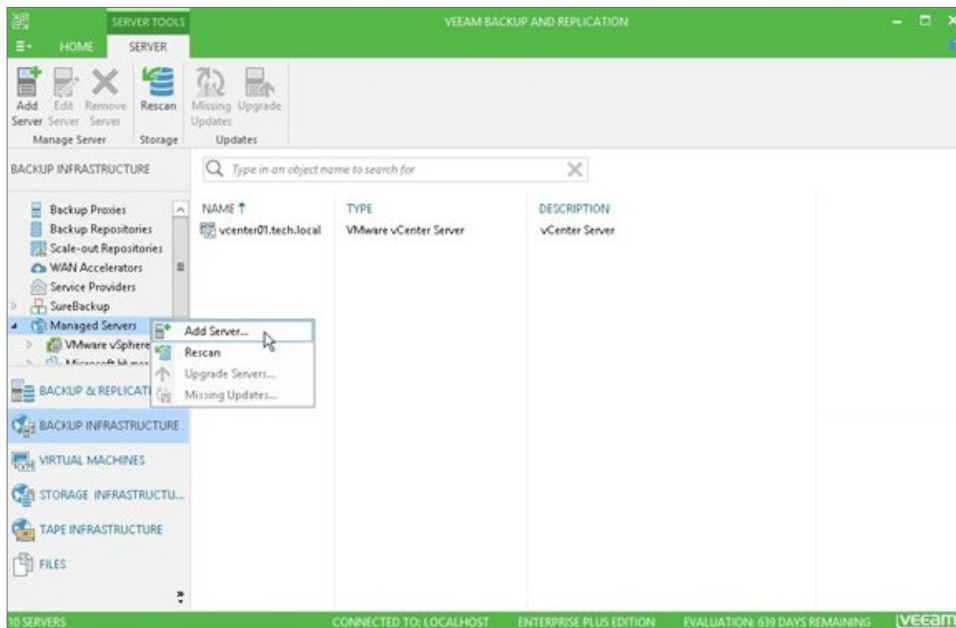 SERVER TOOLS
VEEAM BACKUP AND REPLICATION
HOME
SERVER
Add Server
Edit Server
Remove Server
Rescan
Missing Updates
Upgrade
Manage Server
Storage
Updates
BACKUP INFRASTRUCTURE
Type in an object name to search for
Backup Proxies
Backup Repositories
Scale-out Repositories
WAN Accelerators
Service Providers
SureBackup
Managed Servers
VMware vSphere
NAME
TYPE
DESCRIPTION
vcenter01.tech.local
VMware vCenter Server
vCenter Server
Add Server...
Rescan
Upgrade Servers...
Missing Updates...
BACKUP & REPLICATI
BACKUP INFRASTRUCTURE
VIRTUAL MACHINES
STORAGE INFRASTRUCTU...
TAPE INFRASTRUCTURE
FILES
10 SERVERS
CONNECTED TO: LOCALHOST
ENTERPRISE PLUS EDITION
EVALUATION: 639 DAYS REMAINING
veeam